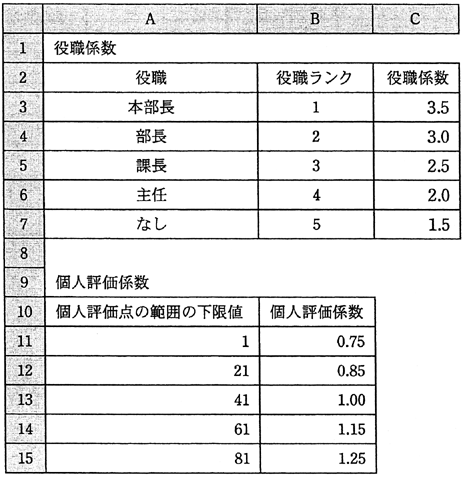 A B C
1 役職係数
2 役職 役職ランク 役職係数
3 本部長 1 3.5
4 部長 2 3.0
5 課長 3 2.5
6 主任 4 2.0
7 なし 5 1.5
8
9 個人評価係数
10 個人評価点の範囲の下限値 個人評価係数
11 1 0.75
12 21 0.85
13 41 1.00
14 61 1.15
15 81 1.25